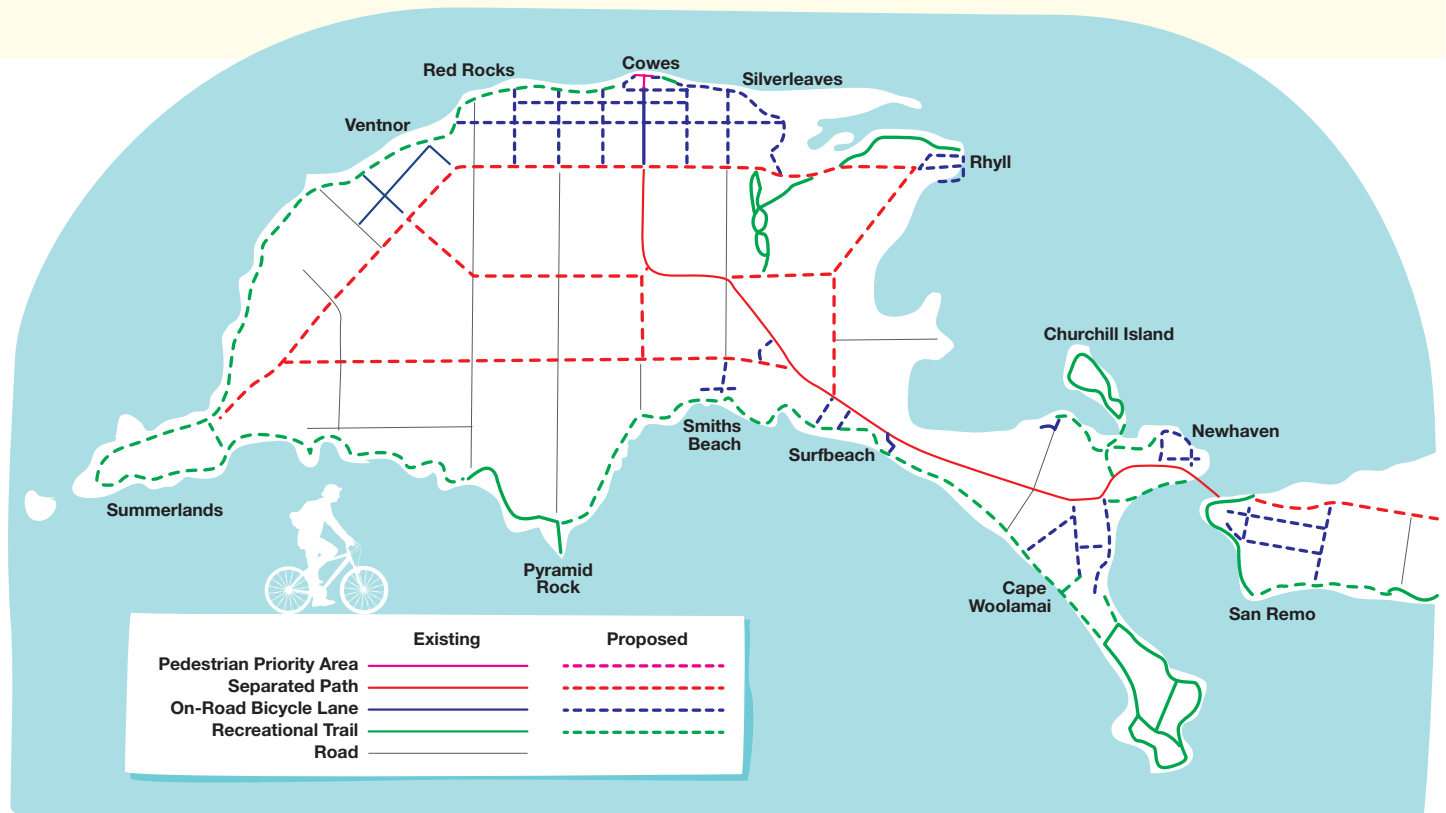 Cowes
Red Rocks
Silverleaves
Ventnor
Rhyll
Churchill Island
Smiths
Beach
Newhaven
Surfbeach
Summerlands
Pyramid
Rock
Cape
Woolamai
San Remo
Existing
Proposed
Pedestrian Priority Area
Separated Path
On-Road Bicycle Lane
Recreational Trail
Road